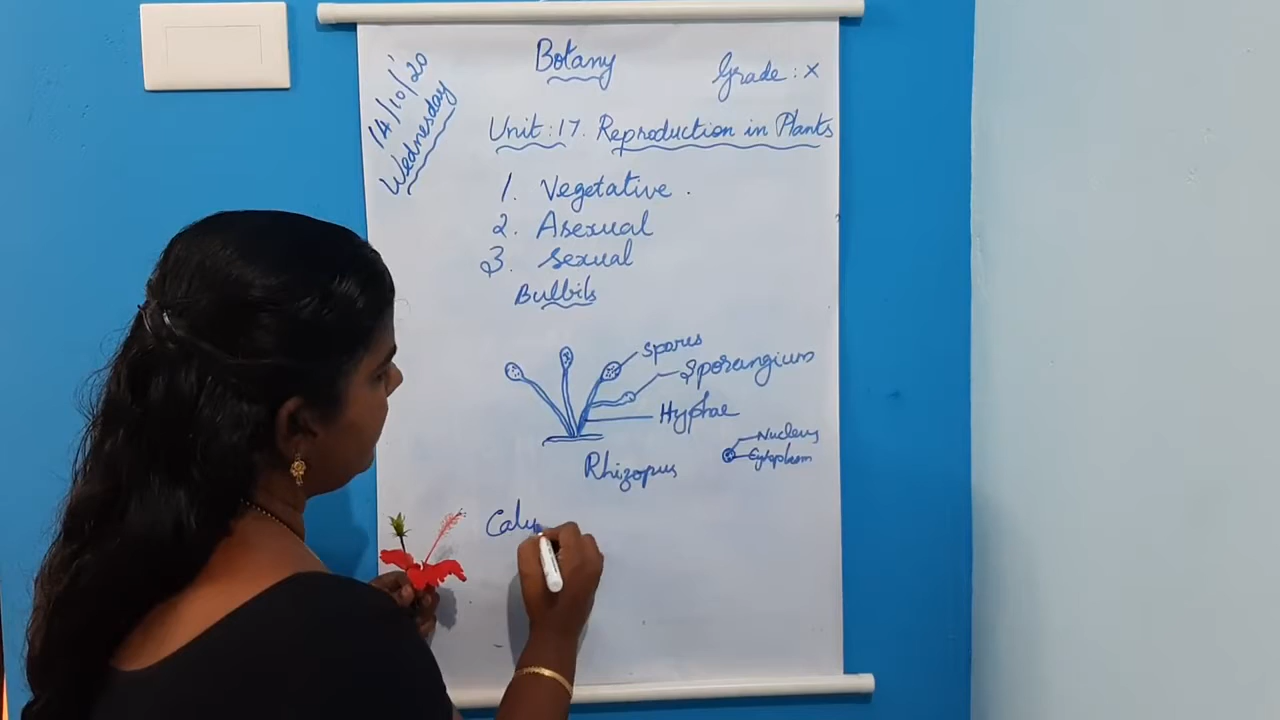 14/10/'20
Wednesday
Botany
Grade : X
Unit : 17. Reproduction in Plants
1. Vegetative .
2. Asexual
3. Sexual
Bulbils
Spores
Sporangium
Hyphae
Nucleus
Cytoplasm
Rhizopus
Caly